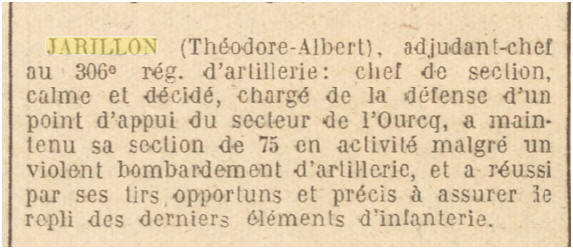 JARILLON (Théodore-Albert), adjudant-chef
au 306e rég. d'artillerie: chef de section,
calme et décidé, chargé de la défense d'un
point d'appui du secteur de l'Ourcq, a main-
tenu sa section de 75 en activité malgré un
violent bombardement d'artillerie, et a réussi
par ses tirs opportuns et précis à assurer le
repli des derniers éléments d'infanterie.